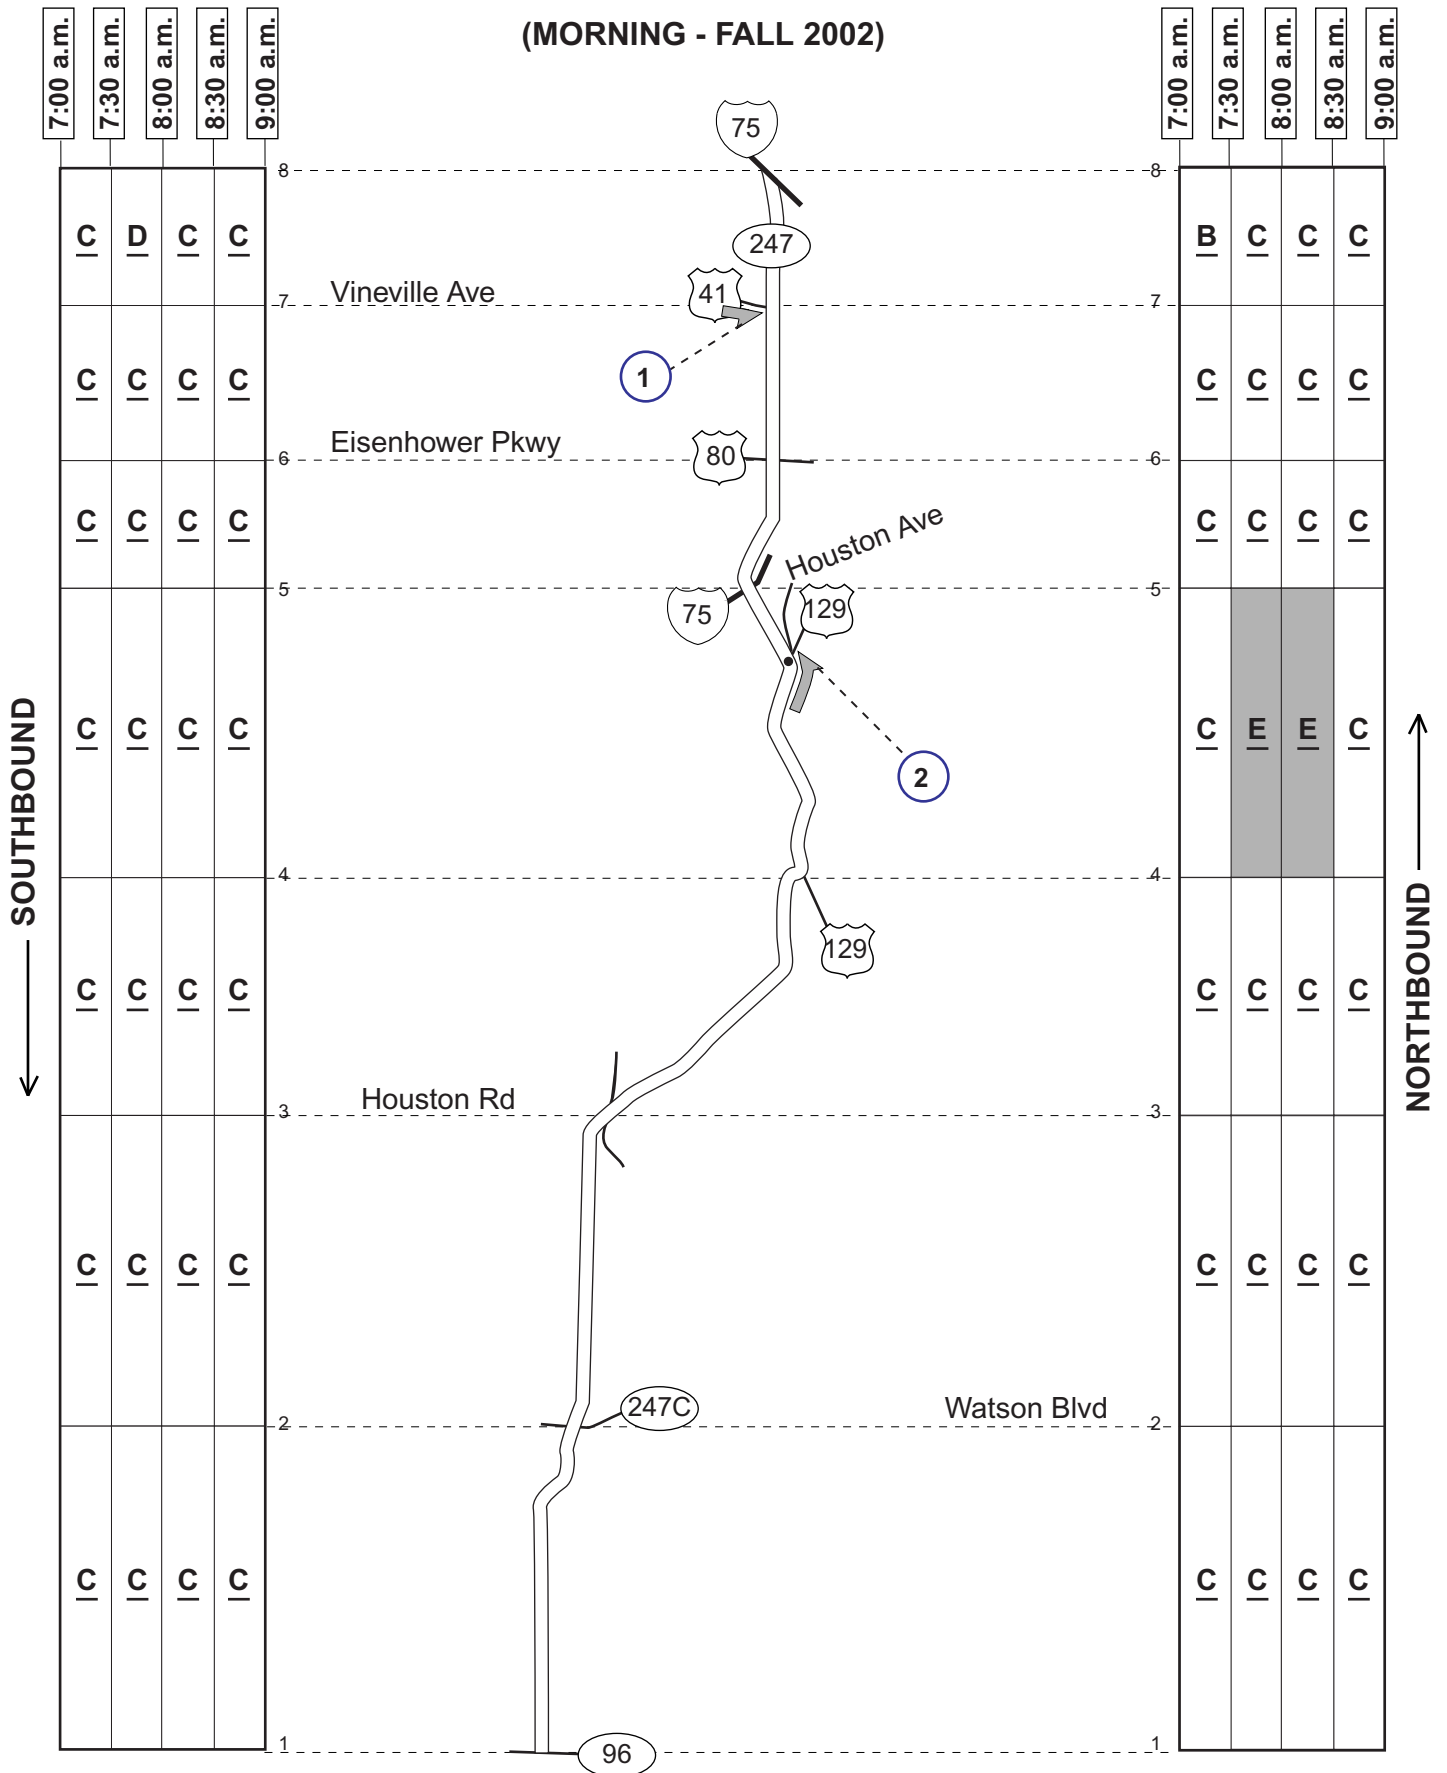 (MORNING - FALL 2002)
7:00 a.m. 7:30 a.m. 8:00 a.m. 8:30 a.m. 9:00 a.m.
7:00 a.m. 7:30 a.m. 8:00 a.m. 8:30 a.m. 9:00 a.m.
75
8 8
C D C C
247
B C C C
Vineville Ave
41
7 7
1
C C C C
C C C C
Eisenhower Pkwy
80
6 6
C C C C
Houston Ave
C C C C
5 5
75
129
SOUTHBOUND
C C C C
C E E C
NORTHBOUND
2
4 4
129
C C C C
C C C C
Houston Rd
3 3
C C C C
C C C C
247C
Watson Blvd
2 2
C C C C
C C C C
1 1
96